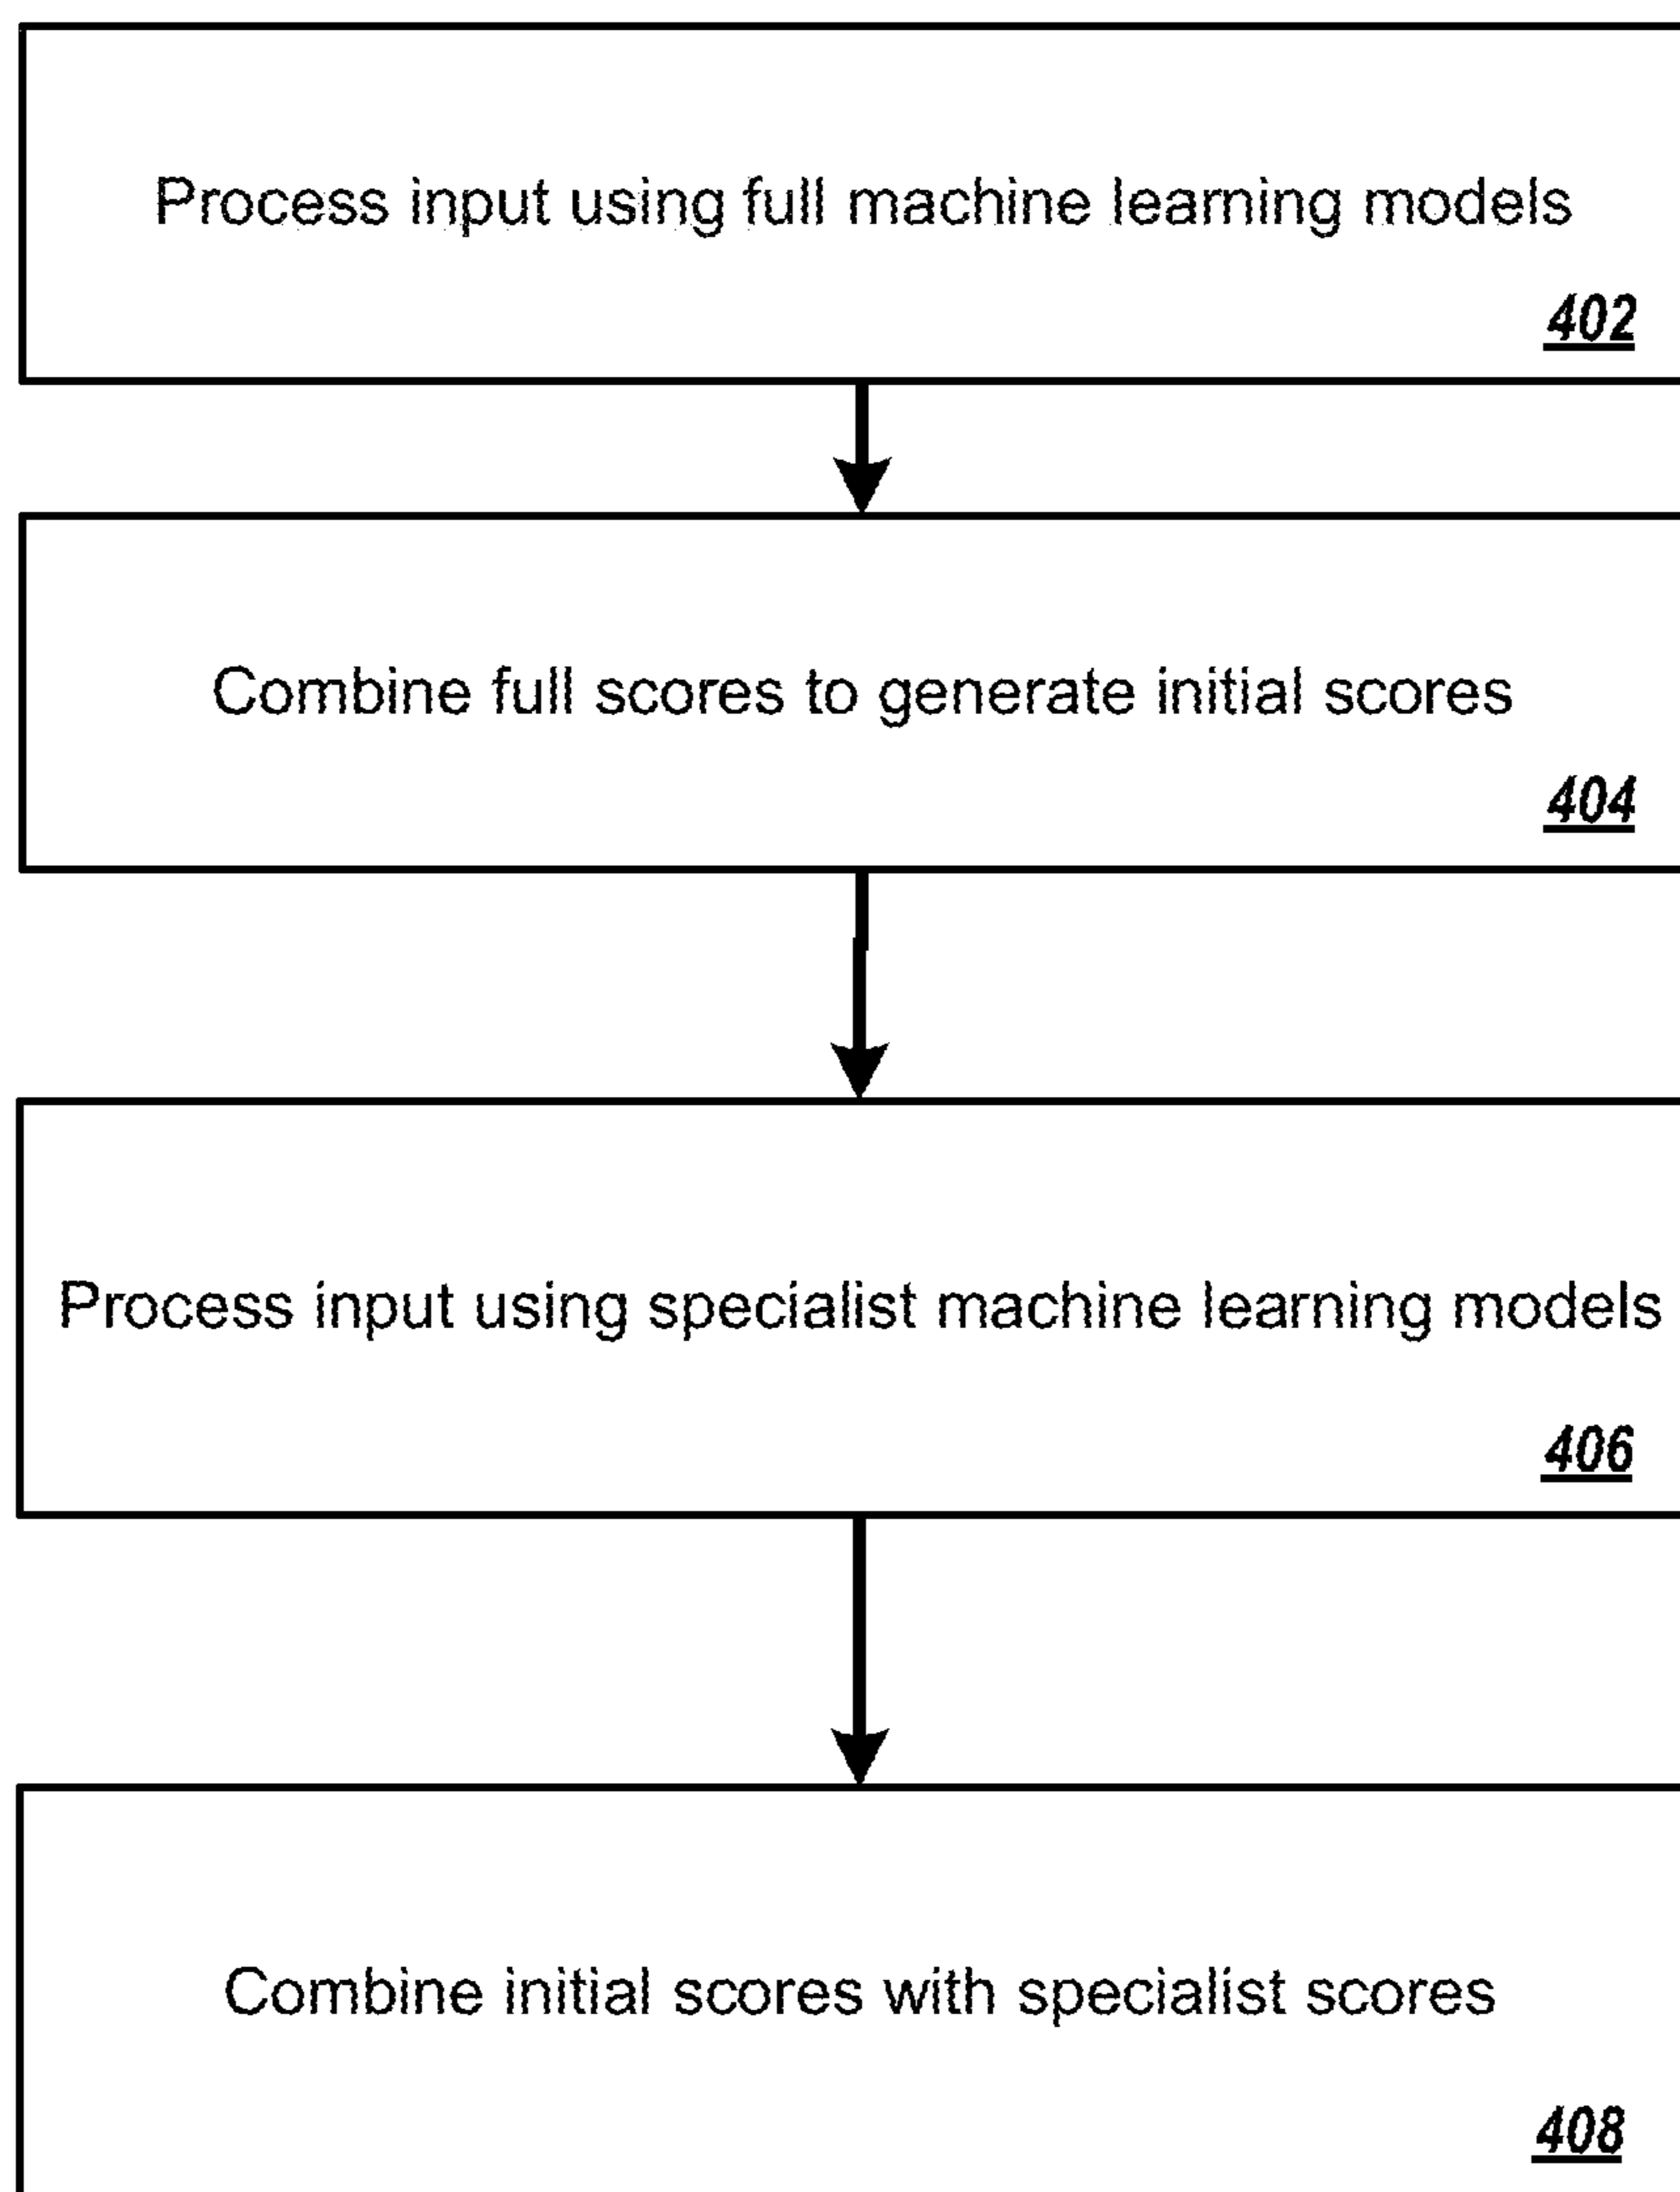 Process input using full machine learning models
402
Combine full scores to generate initial scores
404
Process input using specialist machine learning models
406
Combine initial scores with specialist scores
408